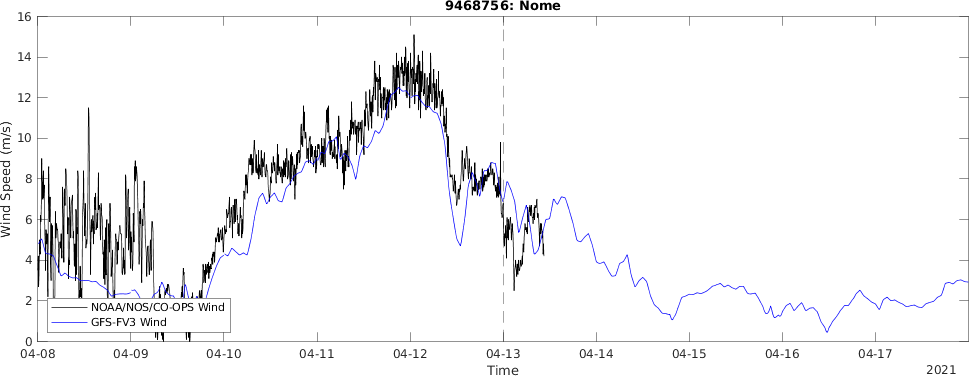 9468756: Nome
16
14
12
10
8
6
4
2
0
Wind Speed (m/s)
NOAA/NOS/CO-OPS Wind
GFS-FV3 Wind
04-08 04-09 04-10 04-11 04-12 04-13 04-14 04-15 04-16 04-17
Time
2021